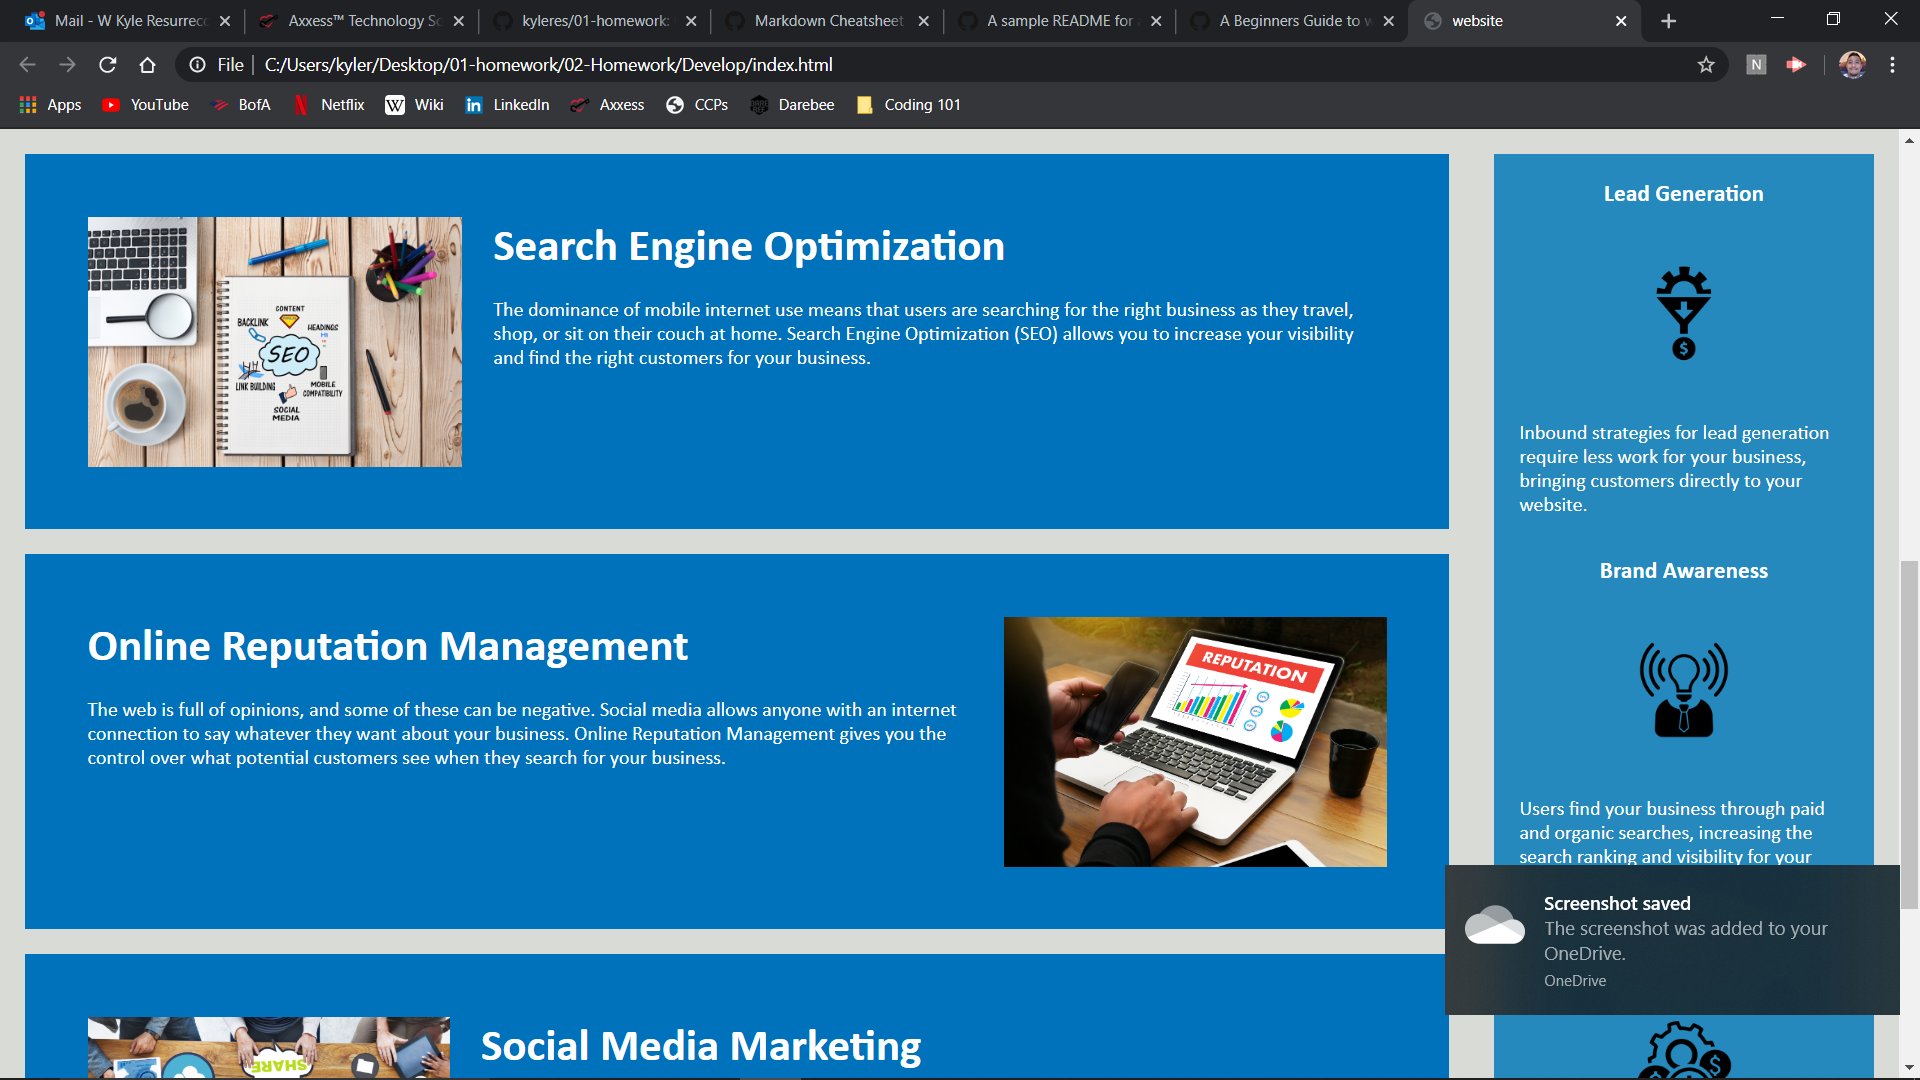 Mail - W Kyle Resurrec
Axxess™ Technology So
kyleres/01-homework:
Markdown Cheatsheet
A sample README for
A Beginners Guide to w
website
File
C:/Users/kyler/Desktop/01-homework/02-Homework/Develop/index.html
N
Apps
YouTube
BofA
Netflix
W
Wiki
in
LinkedIn
Axxess
CCPs
Darebee
Coding 101
Search Engine Optimization
The dominance of mobile internet use means that users are searching for the right business as they travel,
shop, or sit on their couch at home. Search Engine Optimization (SEO) allows you to increase your visibility
and find the right customers for your business.
CONTENT
BACKLINK
HEADINGS
H1
SEO
LINK BUILDING
MOBILE
COMPATIBILITY
SOCIAL
MEDIA
Online Reputation Management
The web is full of opinions, and some of these can be negative. Social media allows anyone with an internet
connection to say whatever they want about your business. Online Reputation Management gives you the
control over what potential customers see when they search for your business.
REPUTATION
Social Media Marketing
SHARE
Lead Generation
$
Inbound strategies for lead generation
require less work for your business,
bringing customers directly to your
website.
Brand Awareness
Users find your business through paid
and organic searches, increasing the
search ranking and visibility for your
$
Screenshot saved
The screenshot was added to your
OneDrive.
OneDrive